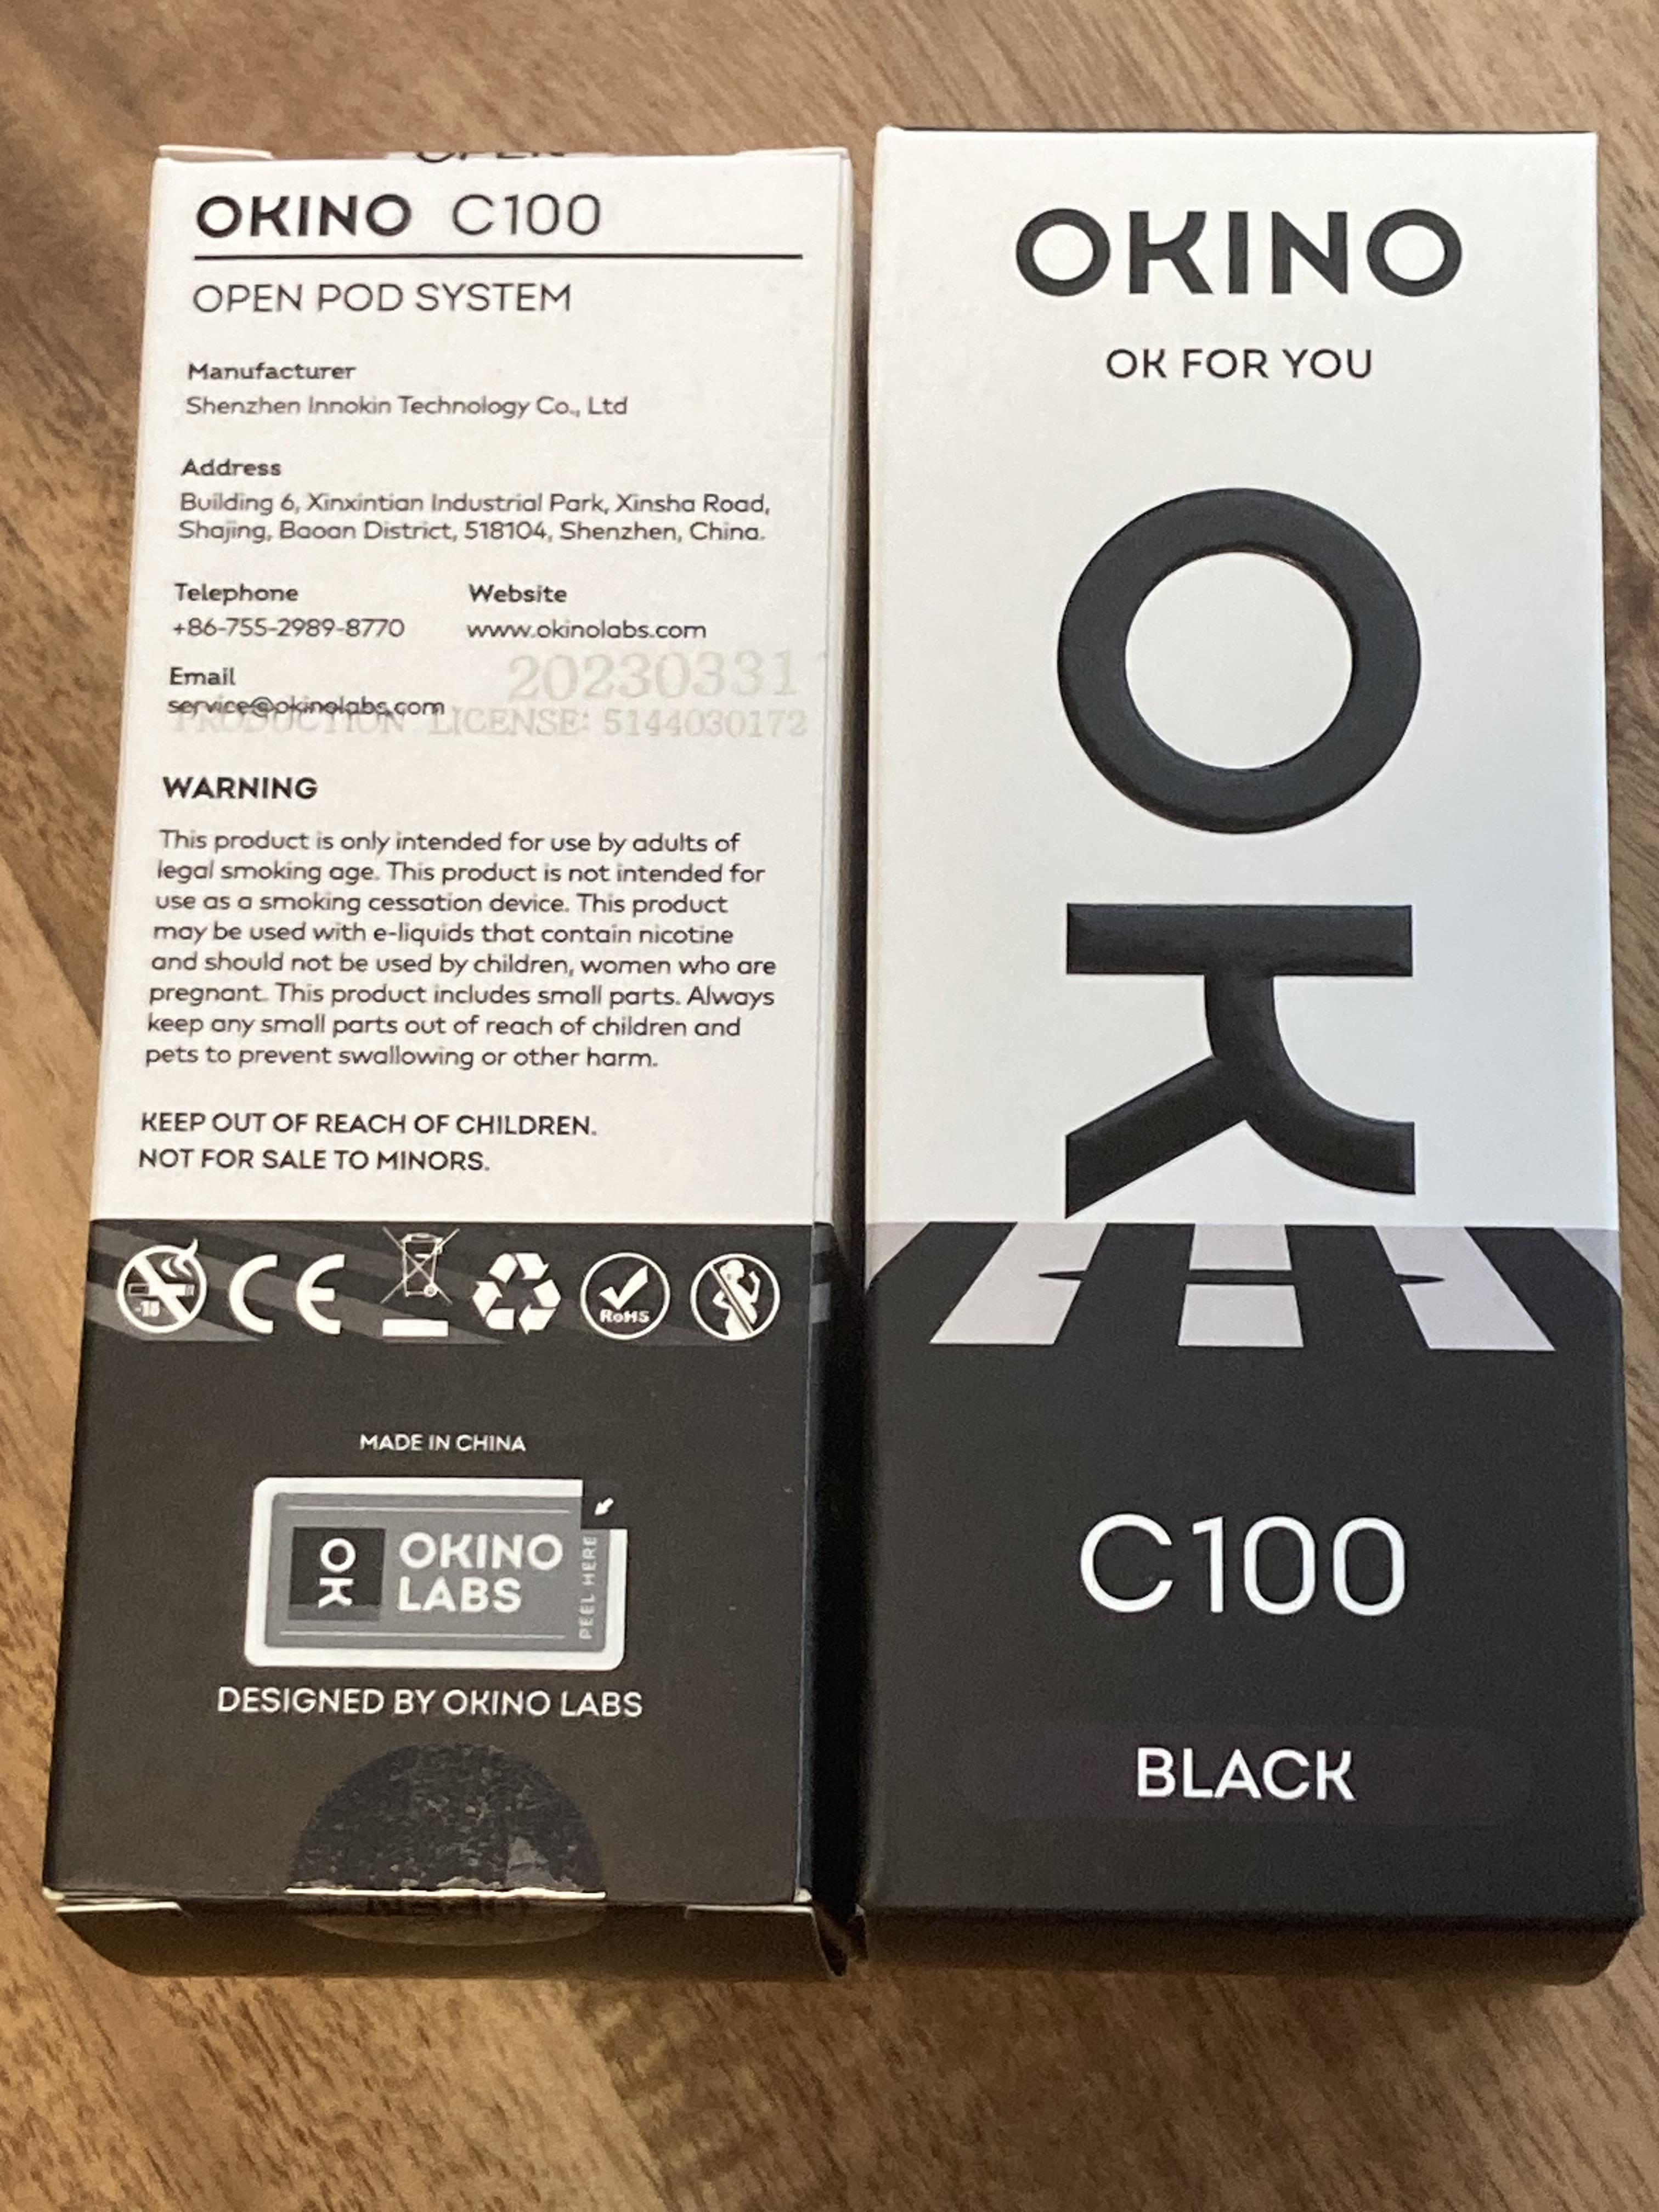 OKINO C100
OPEN POD SYSTEM
Manufacturer
Shenzhen Innokin Technology Co., Ltd
Address
Building 6, Xinxintian Industrial Park, Xinsha Road,
Shajing, Baoan District, 518104, Shenzhen, China.
Telephone
+86-755-2989-8770
Website
www.okinolabs.com
20230331
Email
service@okinolabs.com
PRODUCTION LICENSE: 5144030172
WARNING
This product is only intended for use by adults of
legal smoking age. This product is not intended for
use as a smoking cessation device. This product
may be used with e-liquids that contain nicotine
and should not be used by children, women who are
pregnant. This product includes small parts. Always
keep any small parts out of reach of children and
pets to prevent swallowing or other harm.
KEEP OUT OF REACH OF CHILDREN.
NOT FOR SALE TO MINORS.
-18
CE
RoHS
MADE IN CHINA
OK
OKINO
LABS
PEEL HERE
DESIGNED BY OKINO LABS
OKINO
OK FOR YOU
OK
C100
BLACK